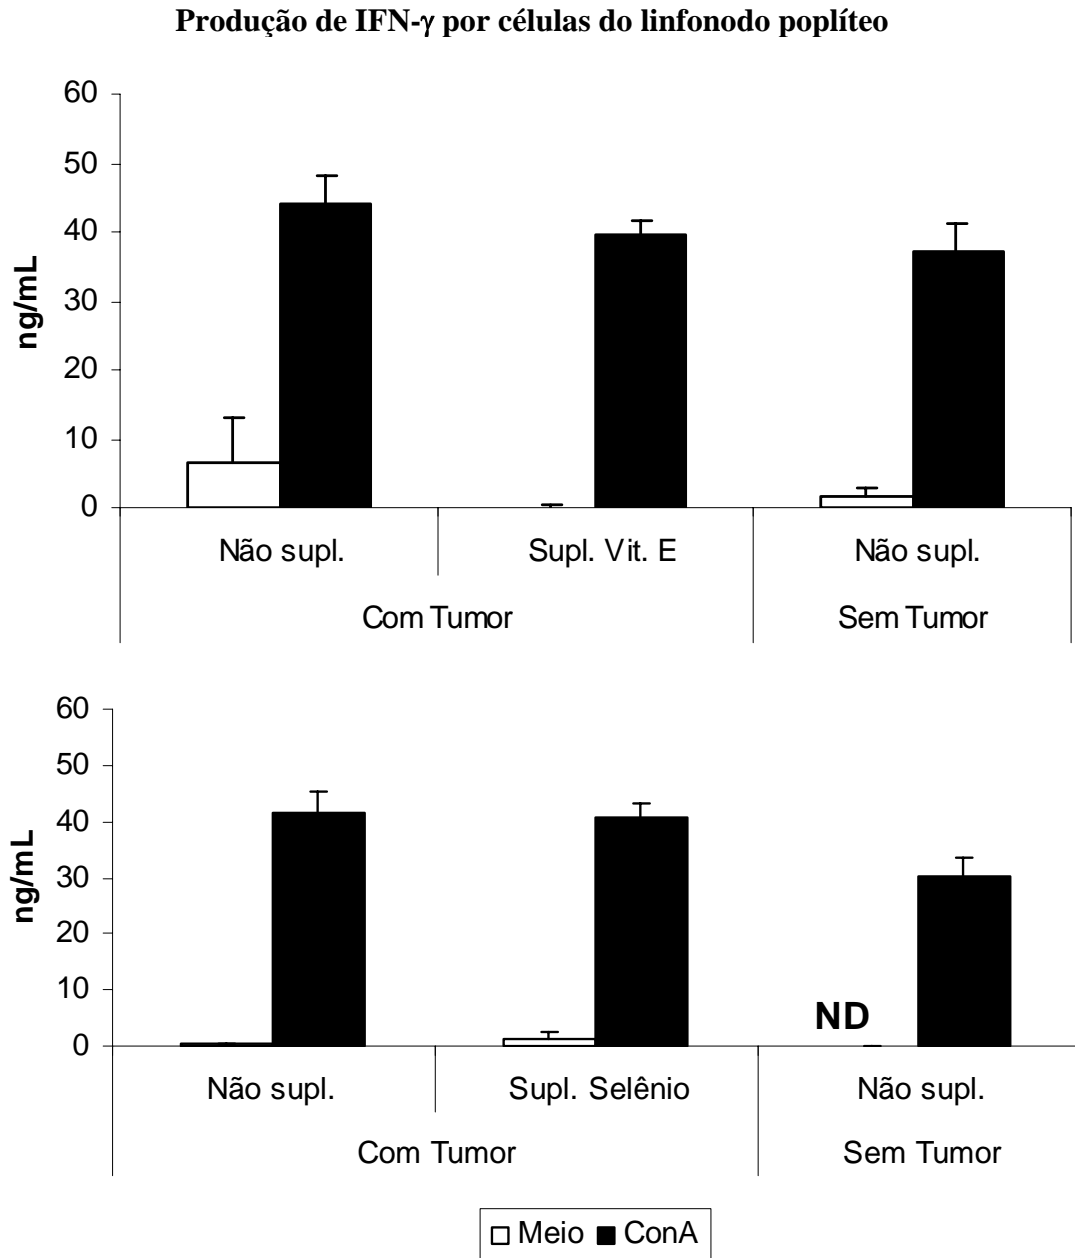 Produção de IFN-γ por células do linfonodo poplíteo
60
50
40
30
20
10
0
ng/mL
Não supl.
Supl. Vit. E
Não supl.
Com Tumor
Sem Tumor
60
50
40
30
20
10
0
ng/mL
ND
Não supl.
Supl. Selênio
Não supl.
Com Tumor
Sem Tumor
Meio
ConA